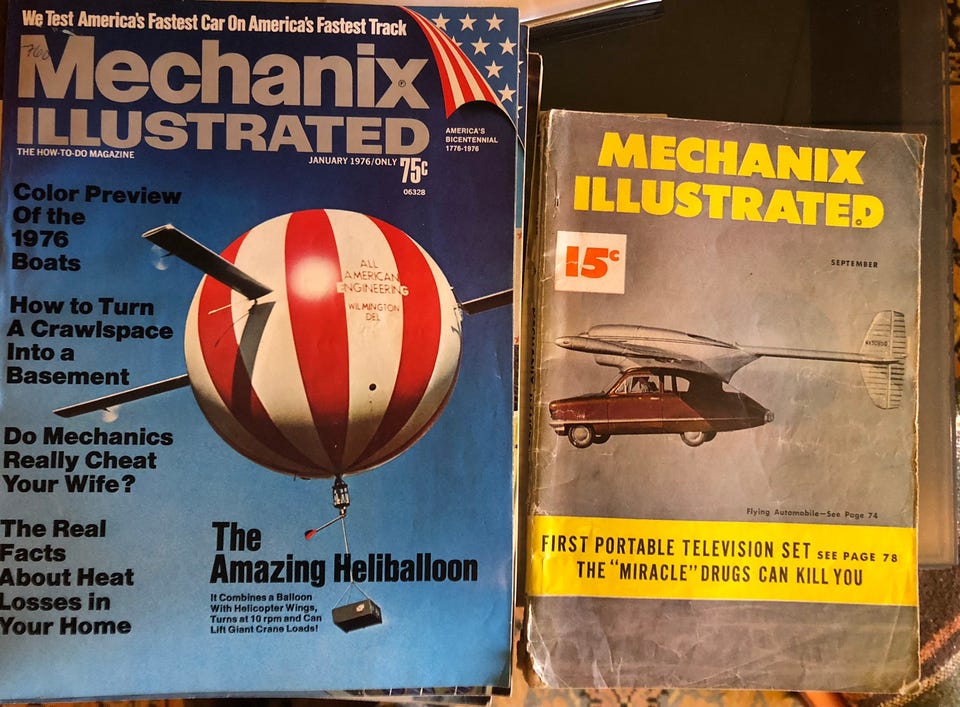 We Test America's Fastest Car On America's Fastest Track
760
Mechanix
ILLUSTRATED
THE HOW-TO-DO MAGAZINE
JANUARY 1976/ONLY 75¢
06328
AMERICA'S
BICENTENNIAL
1776-1976
Color Preview
Of the
1976
Boats
How to Turn
A Crawlspace
Into a
Basement
Do Mechanics
Really Cheat
Your Wife?
The Real
Facts
About Heat
Losses in
Your Home
ALL
AMERICAN
ENGINEERING
WILMINGTON
DEL
The
Amazing Heliballoon
It Combines a Balloon
With Helicopter Wings,
Turns at 10 rpm and Can
Lift Giant Crane Loads!
MECHANIX
ILLUSTRATED
15¢
SEPTEMBER
Flying Automobile—See Page 74
FIRST PORTABLE TELEVISION SET SEE PAGE 78
THE "MIRACLE" DRUGS CAN KILL YOU